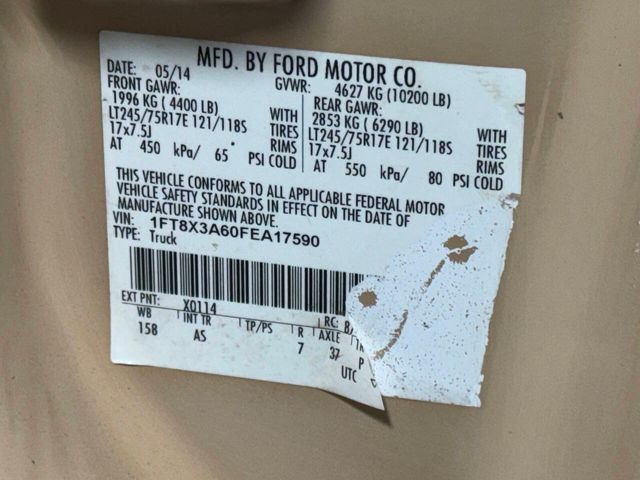 MFD. BY FORD MOTOR CO.
DATE: 05/14 GVWR: 4627 KG (10200 LB)
FRONT GAWR: REAR GAWR:
1996 KG ( 4400 LB) WITH 2853 KG ( 6290 LB) WITH
LT245/75R17E 121/118S TIRES LT245/75R17E 121/118S TIRES
17x7.5J RIMS 17x7.5J RIMS
AT 450 kPa/ 65 PSI COLD AT 550 kPa/ 80 PSI COLD
THIS VEHICLE CONFORMS TO ALL APPLICABLE FEDERAL MOTOR
VEHICLE SAFETY STANDARDS IN EFFECT ON THE DATE OF
MANUFACTURE SHOWN ABOVE.
VIN: 1FT8X3A60FEA17590
TYPE: Truck
EXT PNT: X0114 RC:
WB INT TR TP/PS R AXLE
158 AS 7 37
UTC